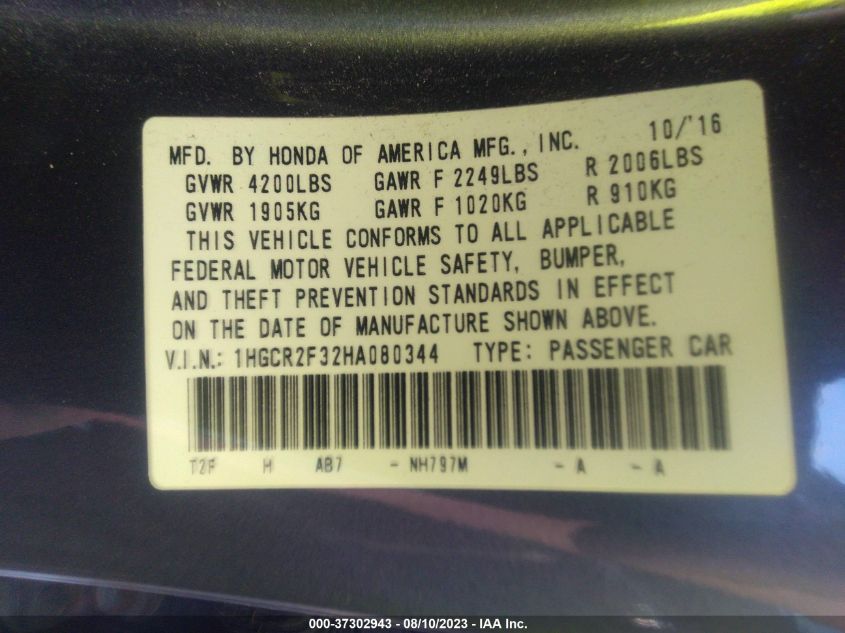 MFD. BY HONDA OF AMERICA MFG., INC. 10/'16
GVWR 4200LBS GAWR F 2249LBS R 2006LBS
GVWR 1905KG GAWR F 1020KG R 910KG
THIS VEHICLE CONFORMS TO ALL APPLICABLE
FEDERAL MOTOR VEHICLE SAFETY, BUMPER,
AND THEFT PREVENTION STANDARDS IN EFFECT
ON THE DATE OF MANUFACTURE SHOWN ABOVE.
V.I.N.: 1HGCR2F32HA080344 TYPE: PASSENGER CAR
T2F H AB7 - NH797M - A - A
000-37302943 - 08/10/2023 - IAA Inc.